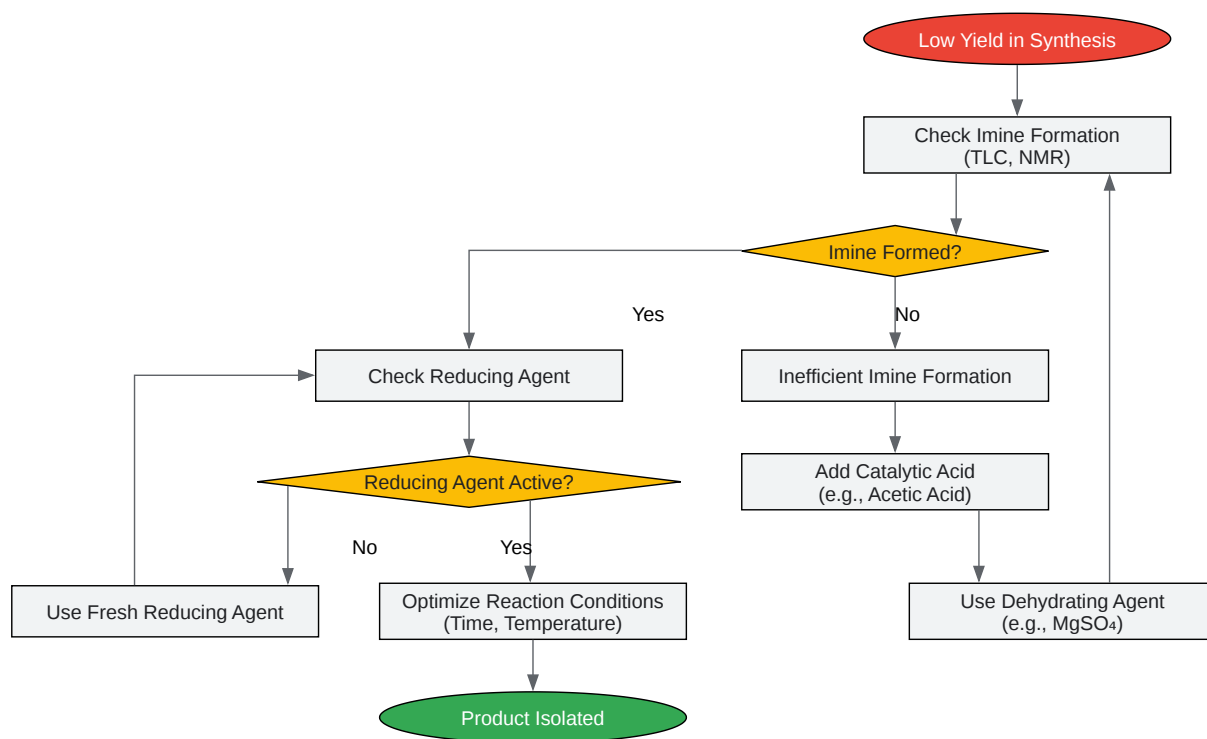 Low Yield in Synthesis
Check Imine Formation
(TLC, NMR)
Imine Formed?
Yes
No
Check Reducing Agent
Inefficient Imine Formation
Reducing Agent Active?
Add Catalytic Acid
(e.g., Acetic Acid)
No
Yes
Use Fresh Reducing Agent
Optimize Reaction Conditions
(Time, Temperature)
Use Dehydrating Agent
(e.g., MgSO₄)
Product Isolated